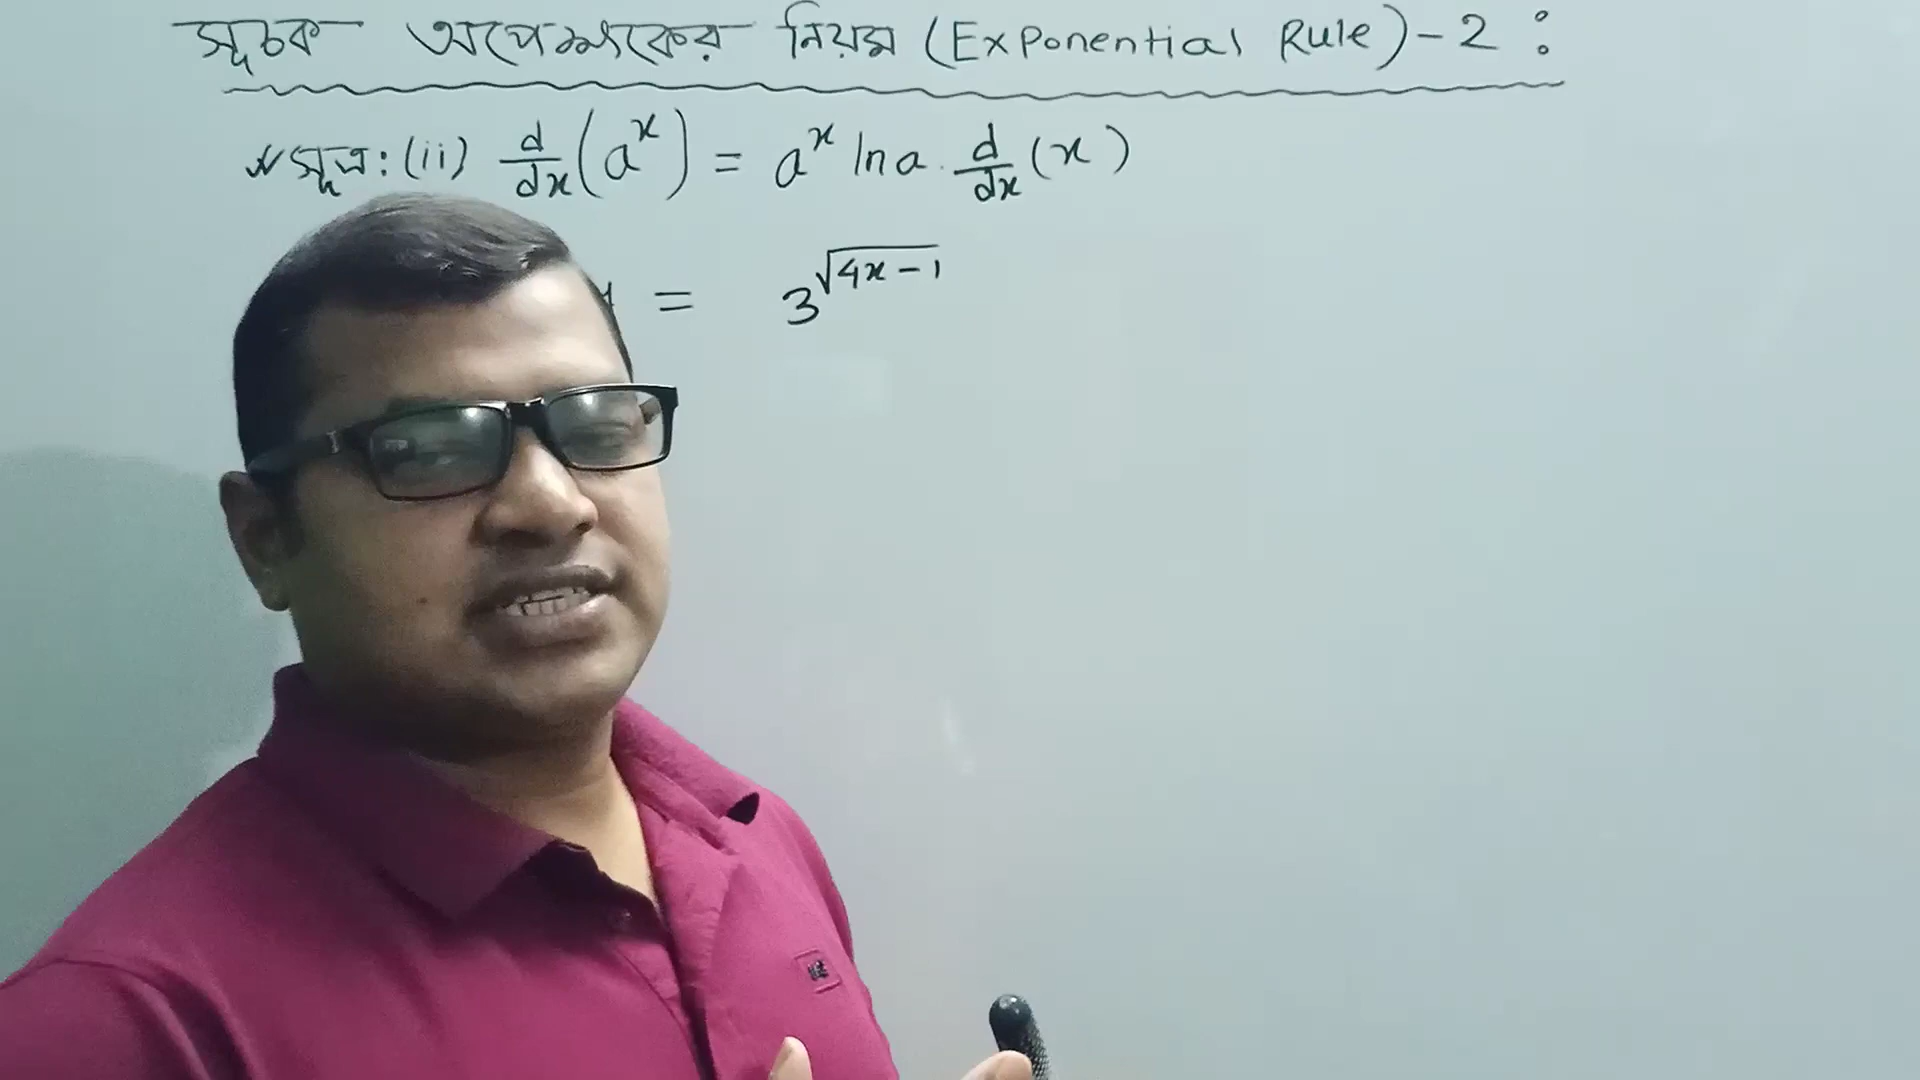 সূচক অপেক্ষকের নিয়ম (Exponential Rule)-2:
সূত্র: (ii) d/dx (a^x) = a^x ln a . d/dx (x)
= 3^√(4x-1)